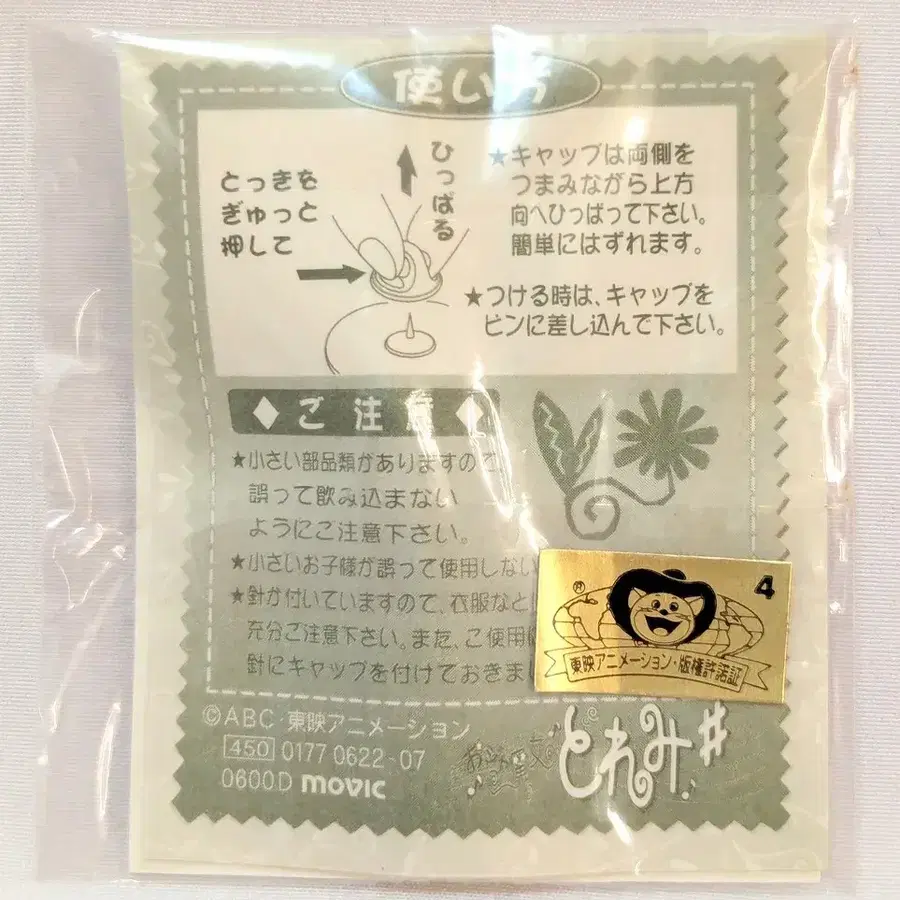 使い方
とっきを
ぎゅっと
押して
ひっぱる
★キャップは両側を
つまみながら上方
向へひっぱって下さい。
簡単にはずれます。
★つける時は、キャップを
ピンに差し込んで下さい。
◆ご注意◆
★小さい部品類がありますので、
誤って飲み込まない
ようにご注意下さい。
★小さいお子様が誤って使用しない
★針が付いていますので、衣服など
充分ご注意下さい。また、ご使用
針にキャップを付けておきま
®
4
東映アニメーション・版権許諾証
©ABC・東映アニメーション
450 0177 0622-07
0600D movic
おジャ魔女
どれみ#